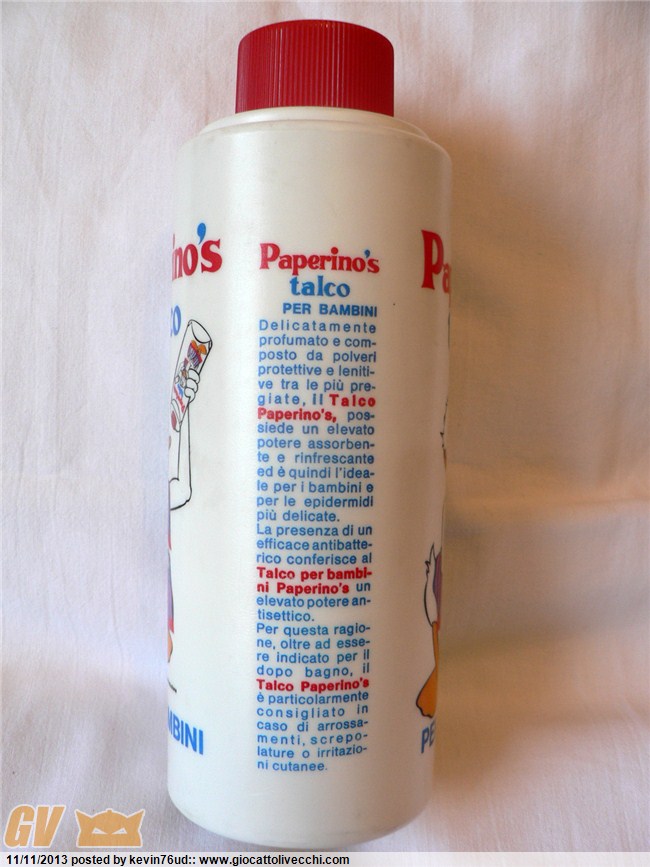 Paperino's
talco
PER BAMBINI
Delicatamente
profumato e com-
posto da polveri
protettive e leniti-
ve tra le più pre-
giate, il Talco
Paperino's, pos-
siede un elevato
potere assorben-
te e rinfrescante
ed è quindi l'idea-
le per i bambini e
per le epidermidi
più delicate.
La presenza di un
efficace antibatte-
rico conferisce al
Talco per bambi-
ni Paperino's un
elevato potere an-
tisettico.
Per questa ragio-
ne, oltre ad esse-
re indicato per il
dopo bagno, il
Talco Paperino's
è particolarmente
consigliato in
caso di arrossa-
menti, screpo-
lature o irritazio-
ni cutanee.
ino's
co
MBINI
Pa
PE
GV
11/11/2013 posted by kevin76ud:: www.giocattolivecchi.com